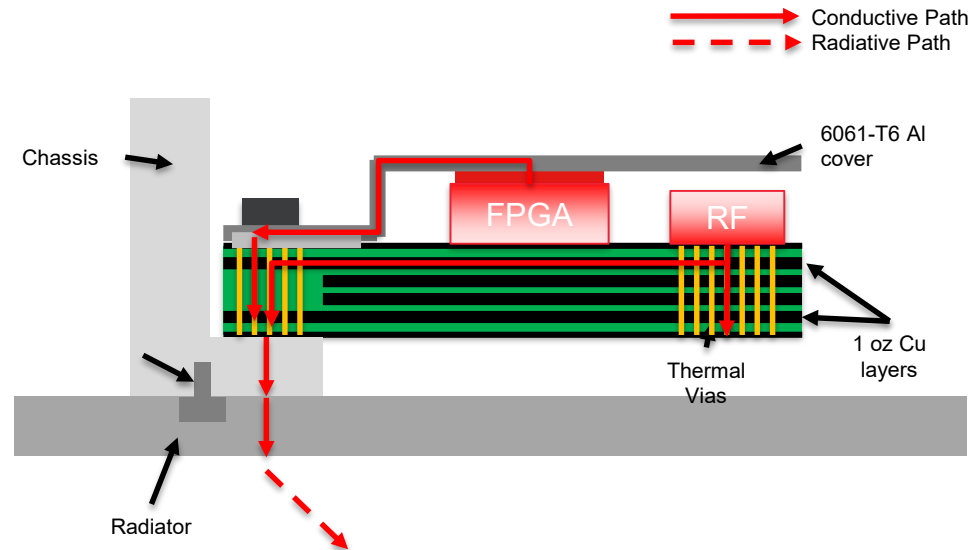 Conductive Path
Radiative Path
6061-T6 Al
cover
Chassis
FPGA
RF
1 oz Cu
layers
Thermal
Vias
Radiator